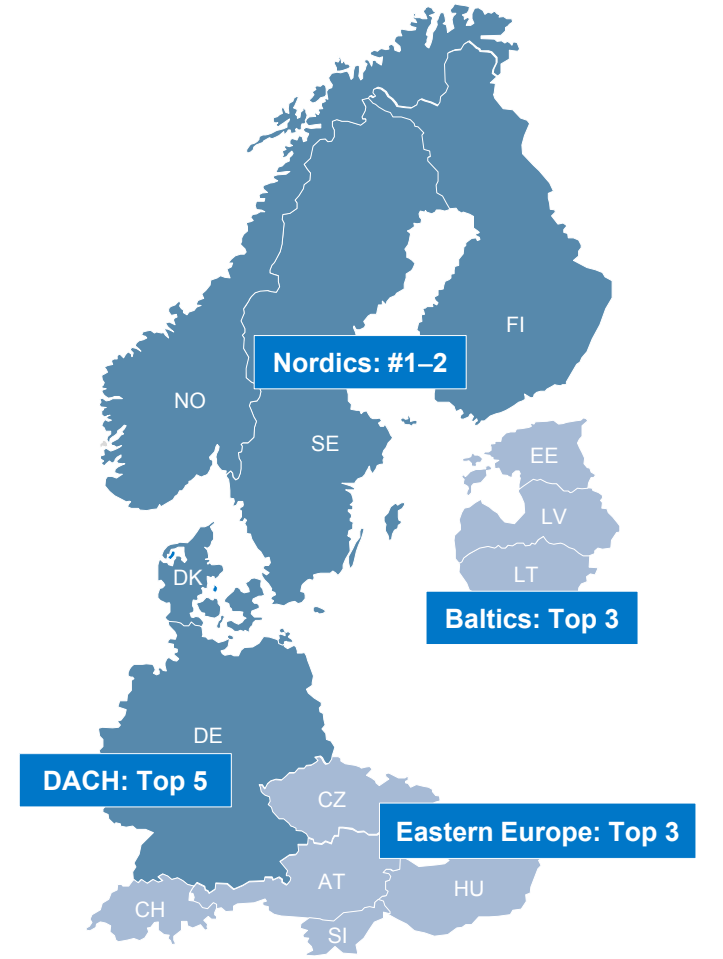 FI
Nordics: #1–2
NO
SE
EE
LV
LT
DK
Baltics: Top 3
DE
DACH: Top 5
CZ
Eastern Europe: Top 3
AT
HU
CH
SI